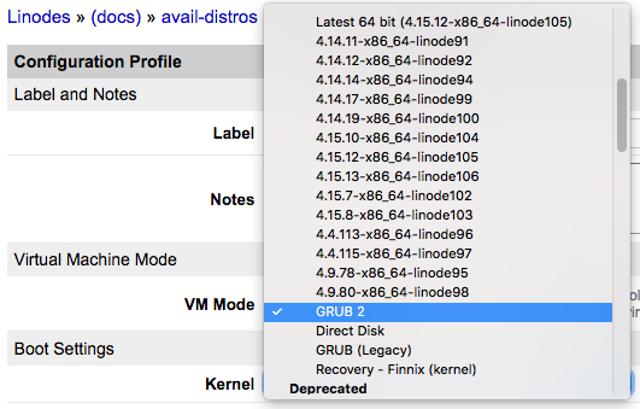 Linodes » (docs) » avail-distros
Configuration Profile
Label and Notes
Label
Notes
Virtual Machine Mode
VM Mode
Boot Settings
Kernel
Latest 64 bit (4.15.12-x86_64-linode105)
4.14.11-x86_64-linode91
4.14.12-x86_64-linode92
4.14.14-x86_64-linode94
4.14.17-x86_64-linode99
4.14.19-x86_64-linode100
4.15.10-x86_64-linode104
4.15.12-x86_64-linode105
4.15.13-x86_64-linode106
4.15.7-x86_64-linode102
4.15.8-x86_64-linode103
4.4.113-x86_64-linode96
4.4.115-x86_64-linode97
4.9.78-x86_64-linode95
4.9.80-x86_64-linode98
✓ GRUB 2
Direct Disk
GRUB (Legacy)
Recovery - Finnix (kernel)
Deprecated